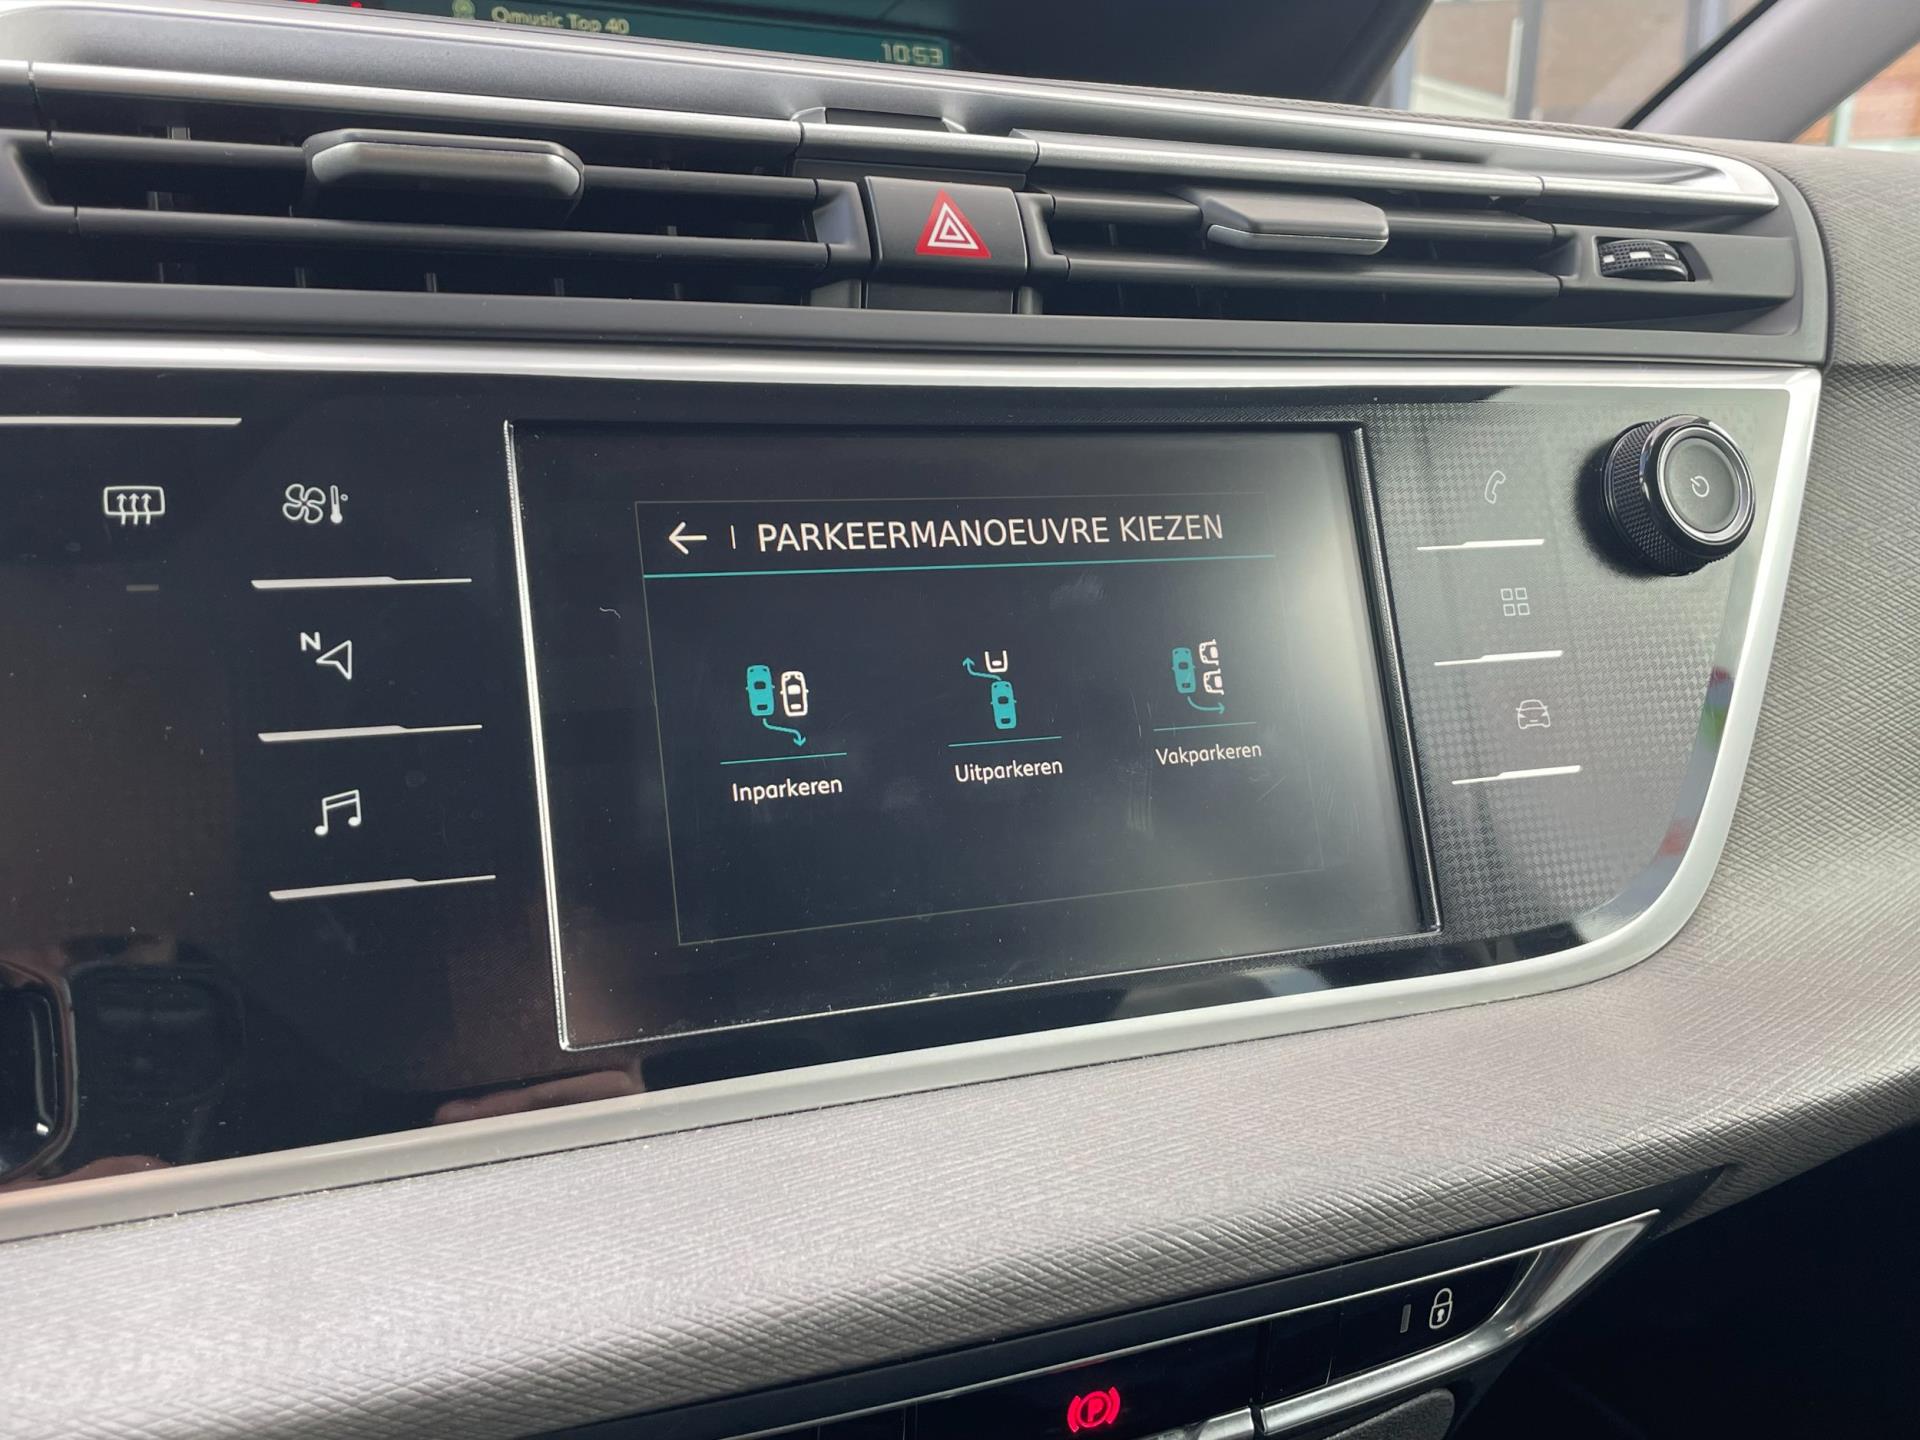 Qmusic Top 40
10:53
PARKEERMANOEUVRE KIEZEN
Inparkeren
Uitparkeren
Vakparkeren
N
P